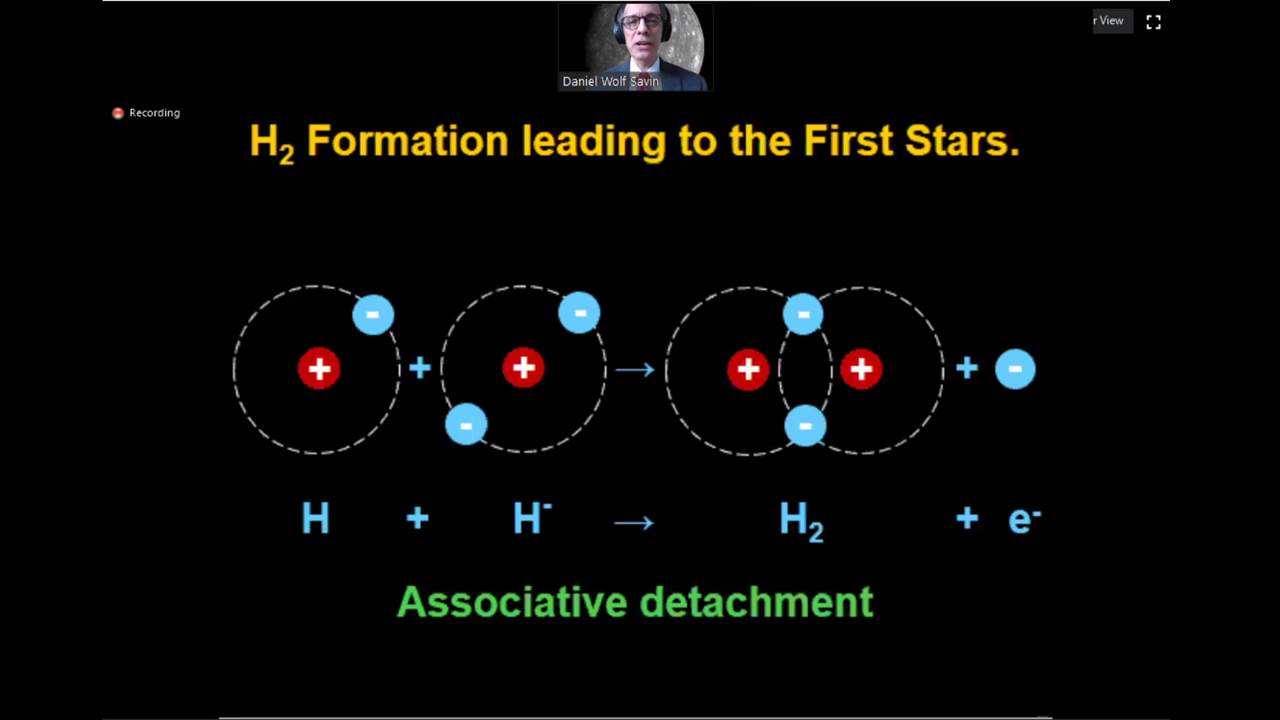 r View
Daniel Wolf Savin
Recording
H₂ Formation leading to the First Stars.
- - - -
+ + + → + + + -
- -
H + H⁻ → H₂ + e⁻
Associative detachment